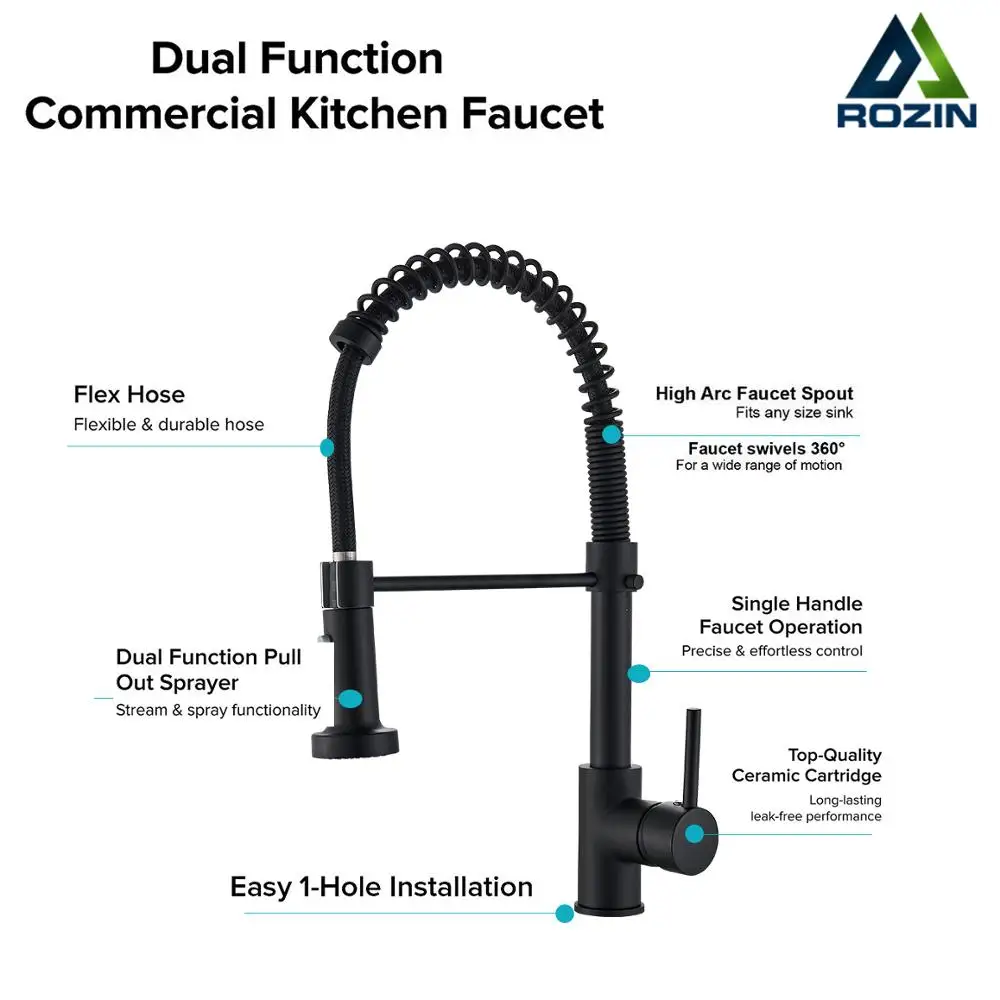 Dual Function
Commercial Kitchen Faucet
ROZIN
Flex Hose
Flexible & durable hose
High Arc Faucet Spout
Fits any size sink
Faucet swivels 360°
For a wide range of motion
Single Handle
Faucet Operation
Precise & effortless control
Dual Function Pull
Out Sprayer
Stream & spray functionality
Top-Quality
Ceramic Cartridge
Long-lasting
leak-free performance
Easy 1-Hole Installation